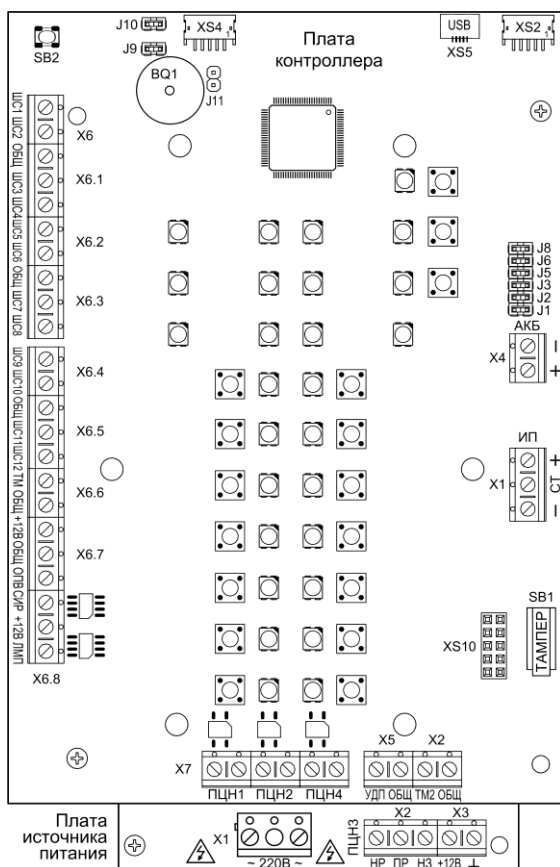 J10
XS4
1
USB
XS2
1
SB2
J9
Плата
контроллера
XS5
BQ1
J11
ШС1
ШС2
ОБЩ
ШС3
ШС4
ШС5
ШС6
ОБЩ
ШС7
ШС8
X6
X6.1
X6.2
X6.3
J8
J6
J5
J3
J2
J1
АКБ
X4
–
+
ШС9
ШС10
ОБЩ
ШС11
ШС12
ТМ
ОБЩ
+12В
ОБЩ
ОПВ
СИР
+12В
ЛМП
X6.4
X6.5
X6.6
X6.7
X6.8
ИП
X1
+
СТ
–
SB1
ТАМПЕР
XS10
X7
ПЦН1 ПЦН2 ПЦН4
X5 X2
УДП ОБЩ ТМ2 ОБЩ
Плата
источника
питания
X1
~ 220В ~
ПЦН3
X2 X3
НР ПР НЗ +12В ⊥